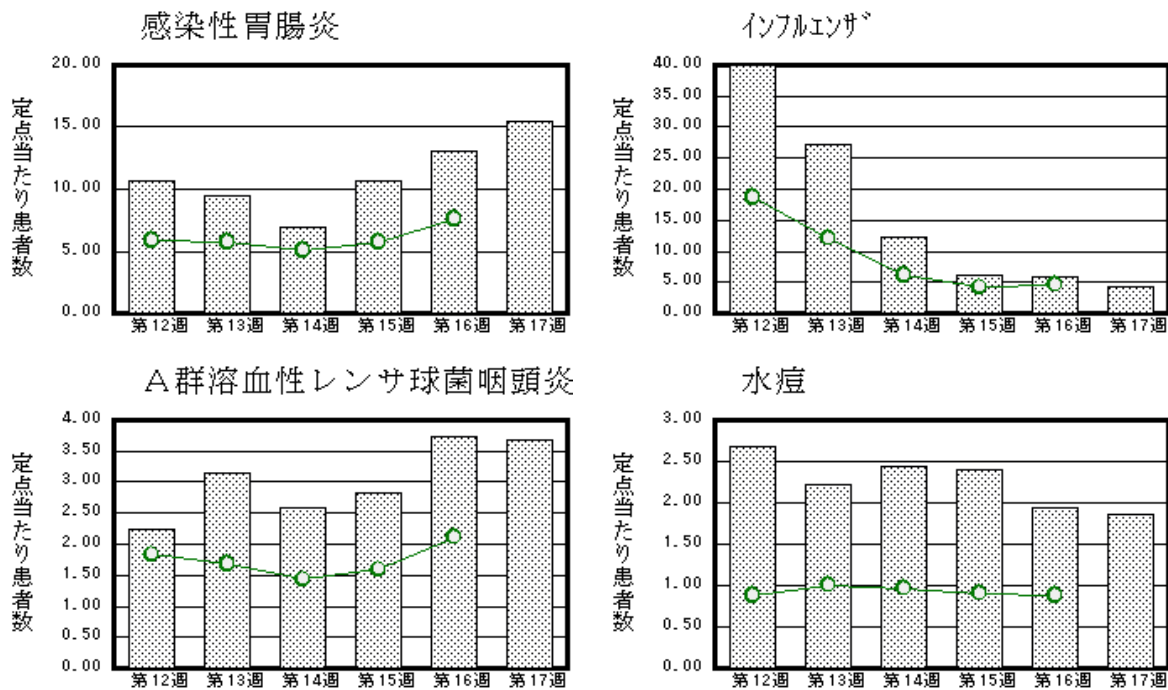 感染性胃腸炎
定点当たり患者数
20.00
15.00
10.00
5.00
0.00
第12週 第13週 第14週 第15週 第16週 第17週
ｲﾝﾌﾙｴﾝｻﾞ
定点当たり患者数
40.00
35.00
30.00
25.00
20.00
15.00
10.00
5.00
0.00
第12週 第13週 第14週 第15週 第16週 第17週
Ａ群溶血性レンサ球菌咽頭炎
定点当たり患者数
4.00
3.50
3.00
2.50
2.00
1.50
1.00
0.50
0.00
第12週 第13週 第14週 第15週 第16週 第17週
水痘
定点当たり患者数
3.00
2.50
2.00
1.50
1.00
0.50
0.00
第12週 第13週 第14週 第15週 第16週 第17週